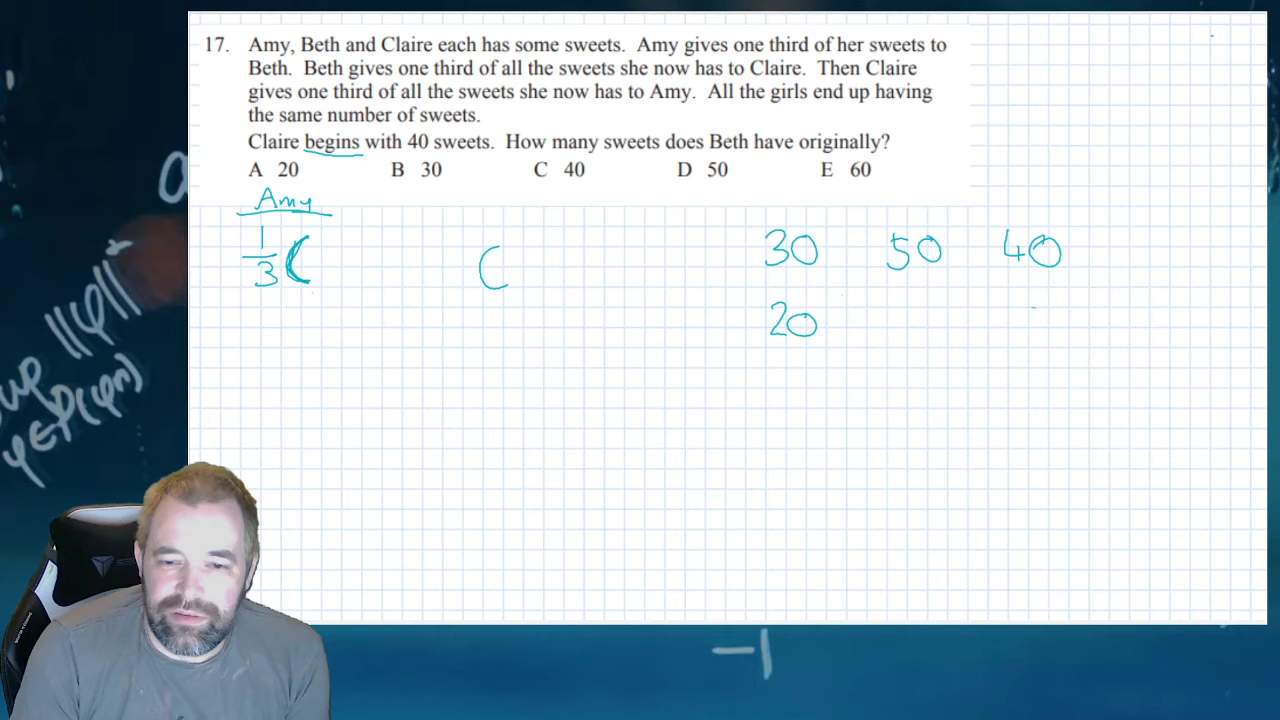 17. Amy, Beth and Claire each has some sweets. Amy gives one third of her sweets to
Beth. Beth gives one third of all the sweets she now has to Claire. Then Claire
gives one third of all the sweets she now has to Amy. All the girls end up having
the same number of sweets.
Claire begins with 40 sweets. How many sweets does Beth have originally?
A 20 B 30 C 40 D 50 E 60
Amy
1/3 (
( 30 50 40
20
||φ||
φEP(φn)
-1